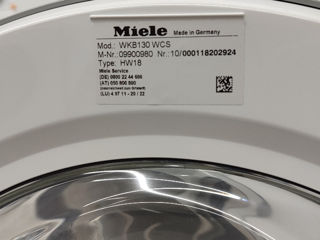 Miele Made in Germany
Mod.: WKB130 WCS
M-Nr.:09900980 Nr.:10/000118202924
Type: HW18
Miele Service
(DE) 0800 22 44 666
(AT) 050 800 800
(LU) 4 97 11 - 20 / 22